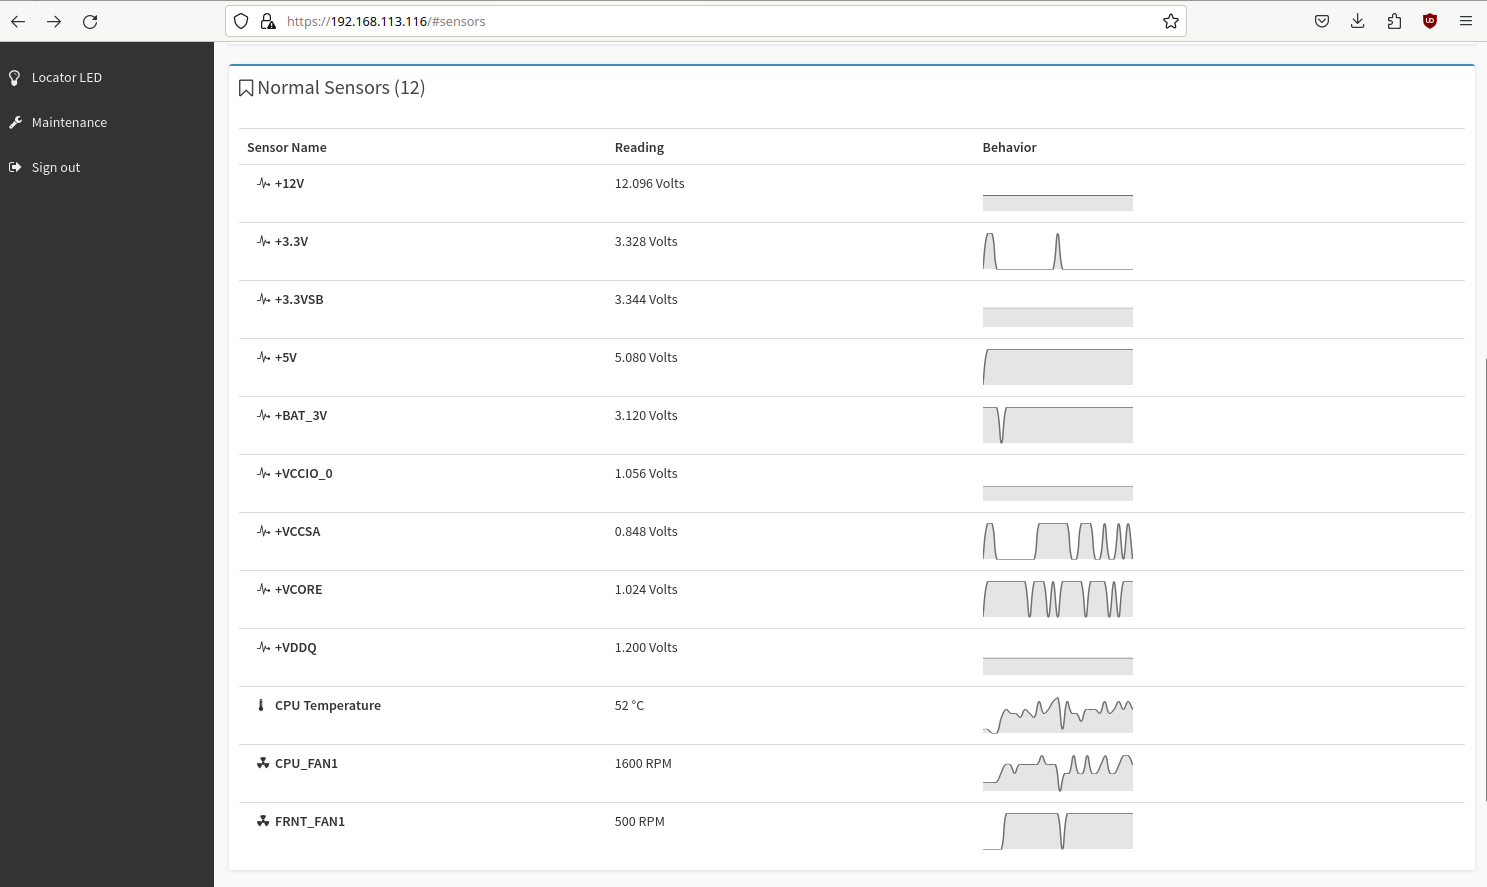 https://192.168.113.116/#sensors
Locator LED
Maintenance
Sign out
Normal Sensors (12)
Sensor Name Reading Behavior
+12V 12.096 Volts
+3.3V 3.328 Volts
+3.3VSB 3.344 Volts
+5V 5.080 Volts
+BAT_3V 3.120 Volts
+VCCIO_0 1.056 Volts
+VCCSA 0.848 Volts
+VCORE 1.024 Volts
+VDDQ 1.200 Volts
CPU Temperature 52 °C
CPU_FAN1 1600 RPM
FRNT_FAN1 500 RPM